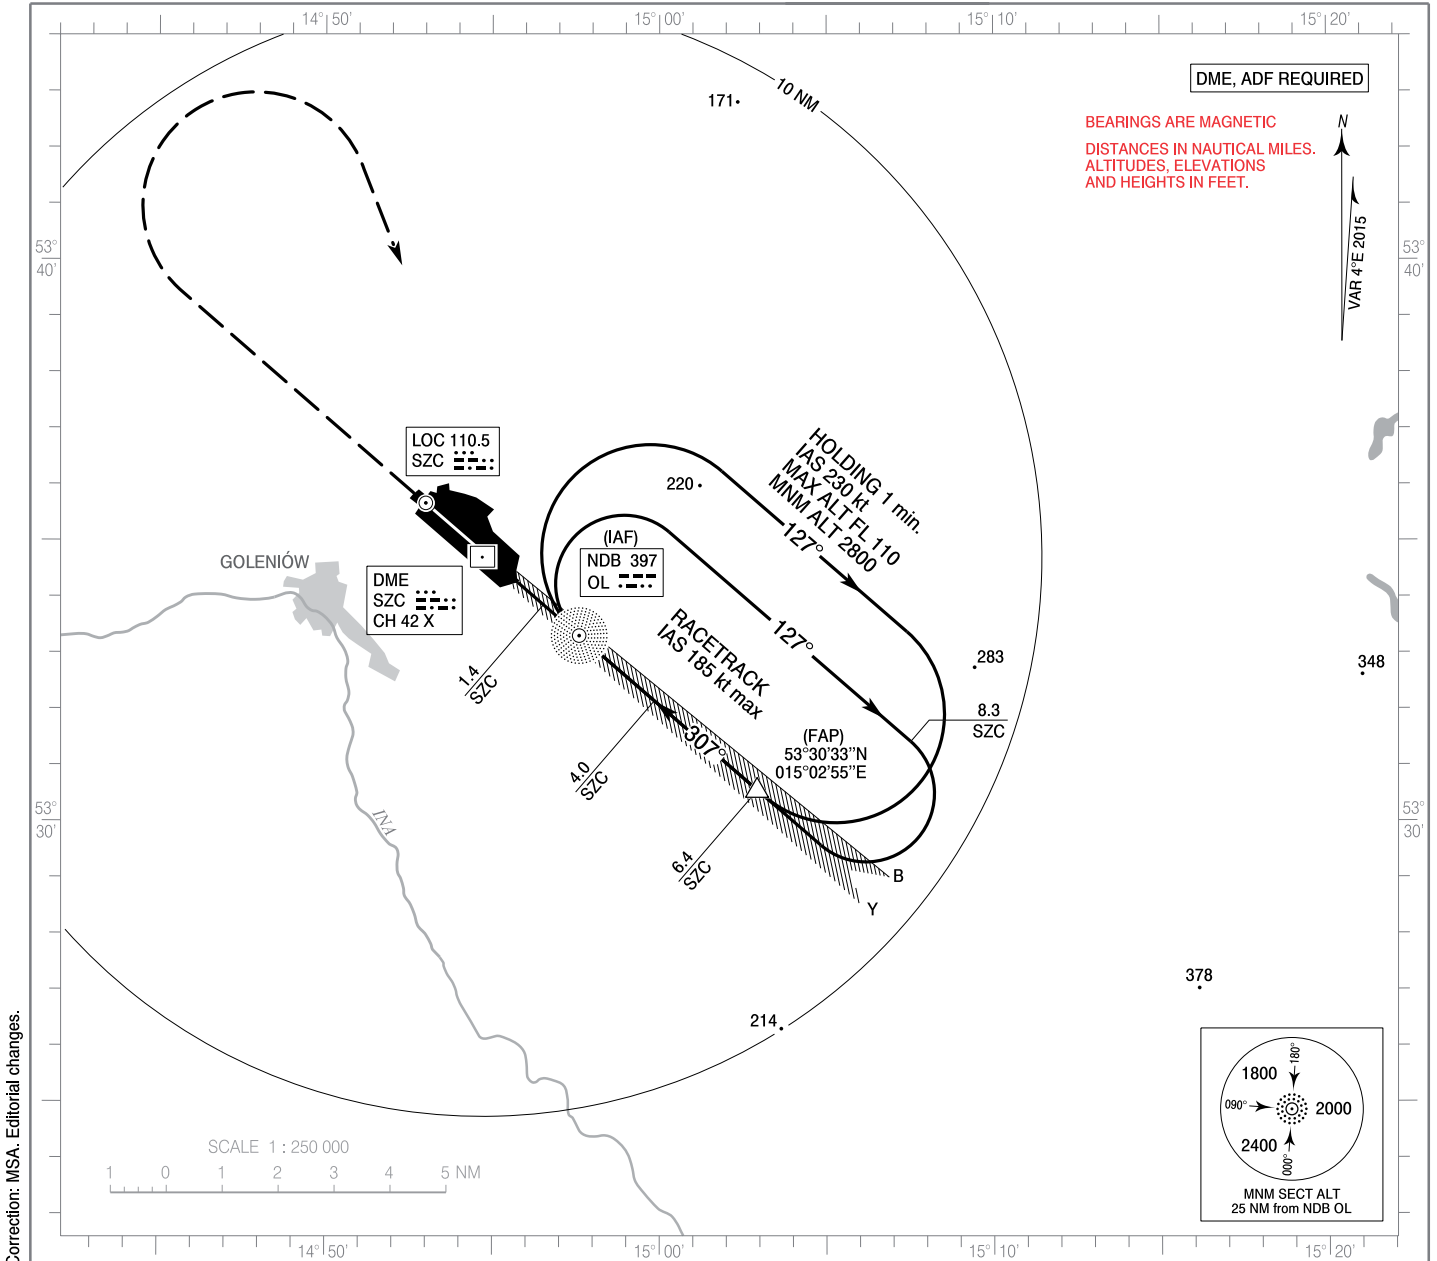 14°50'
15°00'
15°10'
15°20'
DME, ADF REQUIRED
10 NM
171
BEARINGS ARE MAGNETIC
DISTANCES IN NAUTICAL MILES.
ALTITUDES, ELEVATIONS
AND HEIGHTS IN FEET.
N
VAR 4°E 2015
53°
40'
53°
40'
LOC 110.5
SZC
HOLDING 1 min.
IAS 230 kt
MAX ALT FL 110
MNM ALT 2800
127°
220
(IAF)
NDB 397
OL
GOLENIÓW
DME
SZC
CH 42 X
127°
RACETRACK
IAS 185 kt max
283
348
1.4
SZC
8.3
SZC
307°
(FAP)
53°30'33''N
015°02'55''E
4.0
SZC
53°
30'
53°
30'
INA
6.4
SZC
B
Y
378
214
Correction: MSA. Editorial changes.
SCALE 1 : 250 000
1 0 1 2 3 4 5 NM
180°
1800
090°
2000
2400
000°
MNM SECT ALT
25 NM from NDB OL
14°50'
15°00'
15°10'
15°20'